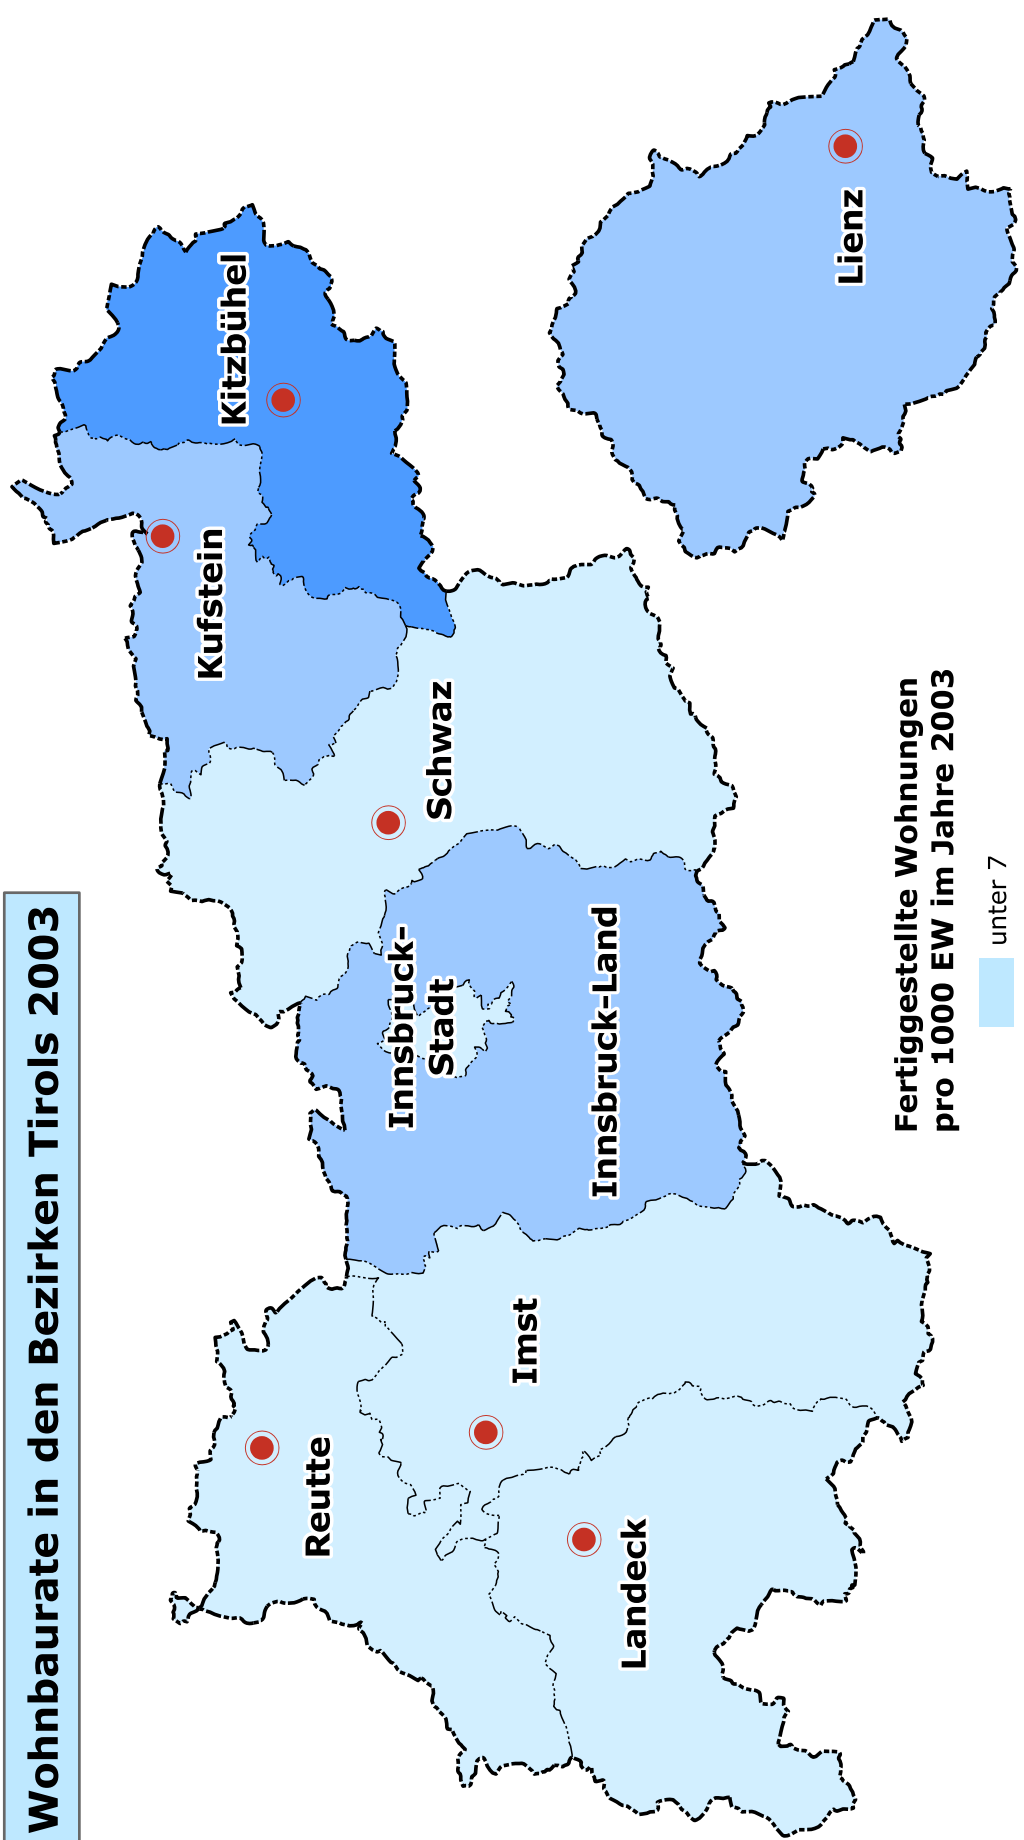 Wohnbaurate in den Bezirken Tirols 2003
Reutte
Landeck
Imst
Innsbruck-
Stadt
Innsbruck-Land
Schwaz
Kufstein
Kitzbühel
Lienz
Fertiggestellte Wohnungen
pro 1000 EW im Jahre 2003
unter 7